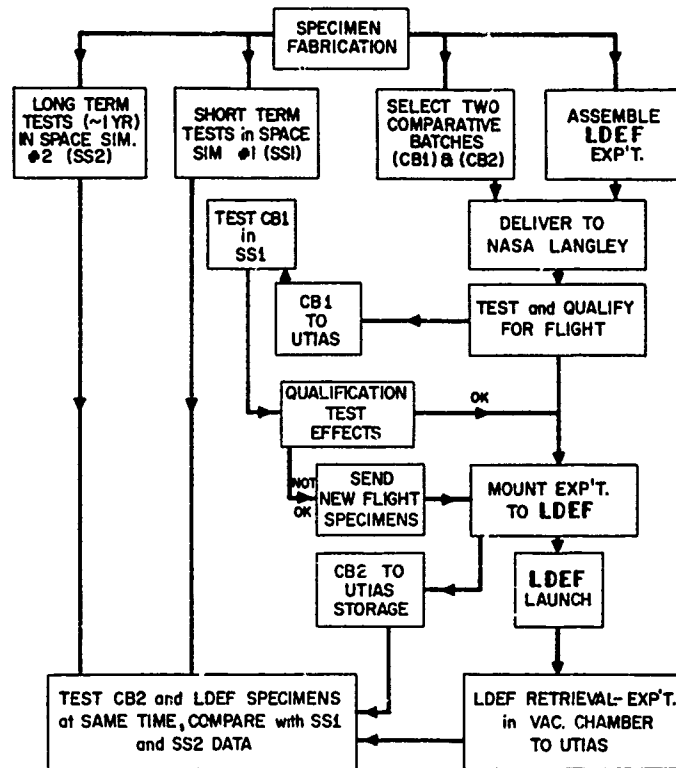 SPECIMEN
FABRICATION
LONG TERM
TESTS (~1 YR)
IN SPACE SIM.
#2 (SS2)
SHORT TERM
TESTS in SPACE
SIM #1 (SS1)
SELECT TWO
COMPARATIVE
BATCHES
(CB1) & (CB2)
ASSEMBLE
LDEF
EXP'T.
TEST CB1
in
SS1
DELIVER TO
NASA LANGLEY
CB1
TO
UTIAS
TEST and QUALIFY
FOR FLIGHT
QUALIFICATION
TEST
EFFECTS
OK
NOT
OK
SEND
NEW FLIGHT
SPECIMENS
MOUNT EXP'T.
TO LDEF
CB2 TO
UTIAS
STORAGE
LDEF
LAUNCH
TEST CB2 and LDEF SPECIMENS
at SAME TIME, COMPARE with SS1
and SS2 DATA
LDEF RETRIEVAL-EXP'T.
in VAC. CHAMBER
TO UTIAS